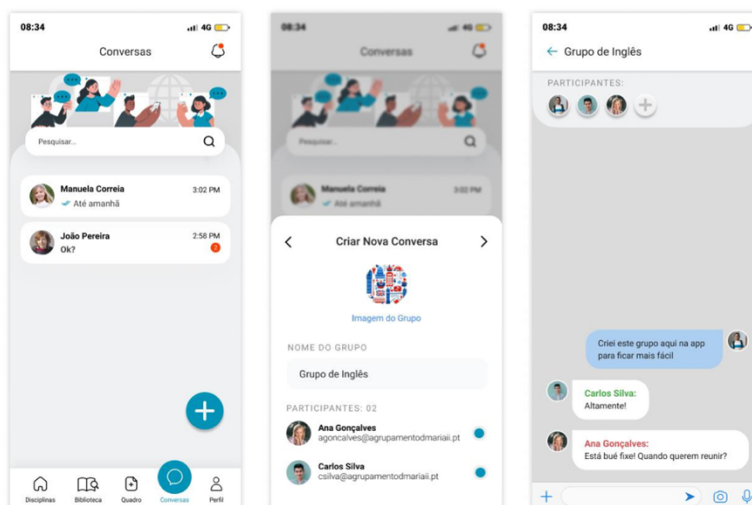 08:34
4G
Conversas
Pesquisar...
Manuela Correia
3:02 PM
Até amanhã
João Pereira
2:58 PM
Ok?
2
Disciplinas
Biblioteca
Quadro
Conversas
Perfil
08:34
4G
Conversas
Pesquisar...
Manuela Correia
3:02 PM
Até amanhã
Criar Nova Conversa
Imagem do Grupo
NOME DO GRUPO
Grupo de Inglês
PARTICIPANTES: 02
Ana Gonçalves
agoncalves@agrupamentodmariaii.pt
Carlos Silva
csilva@agrupamentodmariaii.pt
08:34
4G
Grupo de Inglês
PARTICIPANTES:
Criei este grupo aqui na app
para ficar mais fácil
Carlos Silva:
Altamente!
Ana Gonçalves:
Está bué fixe! Quando querem reunir?